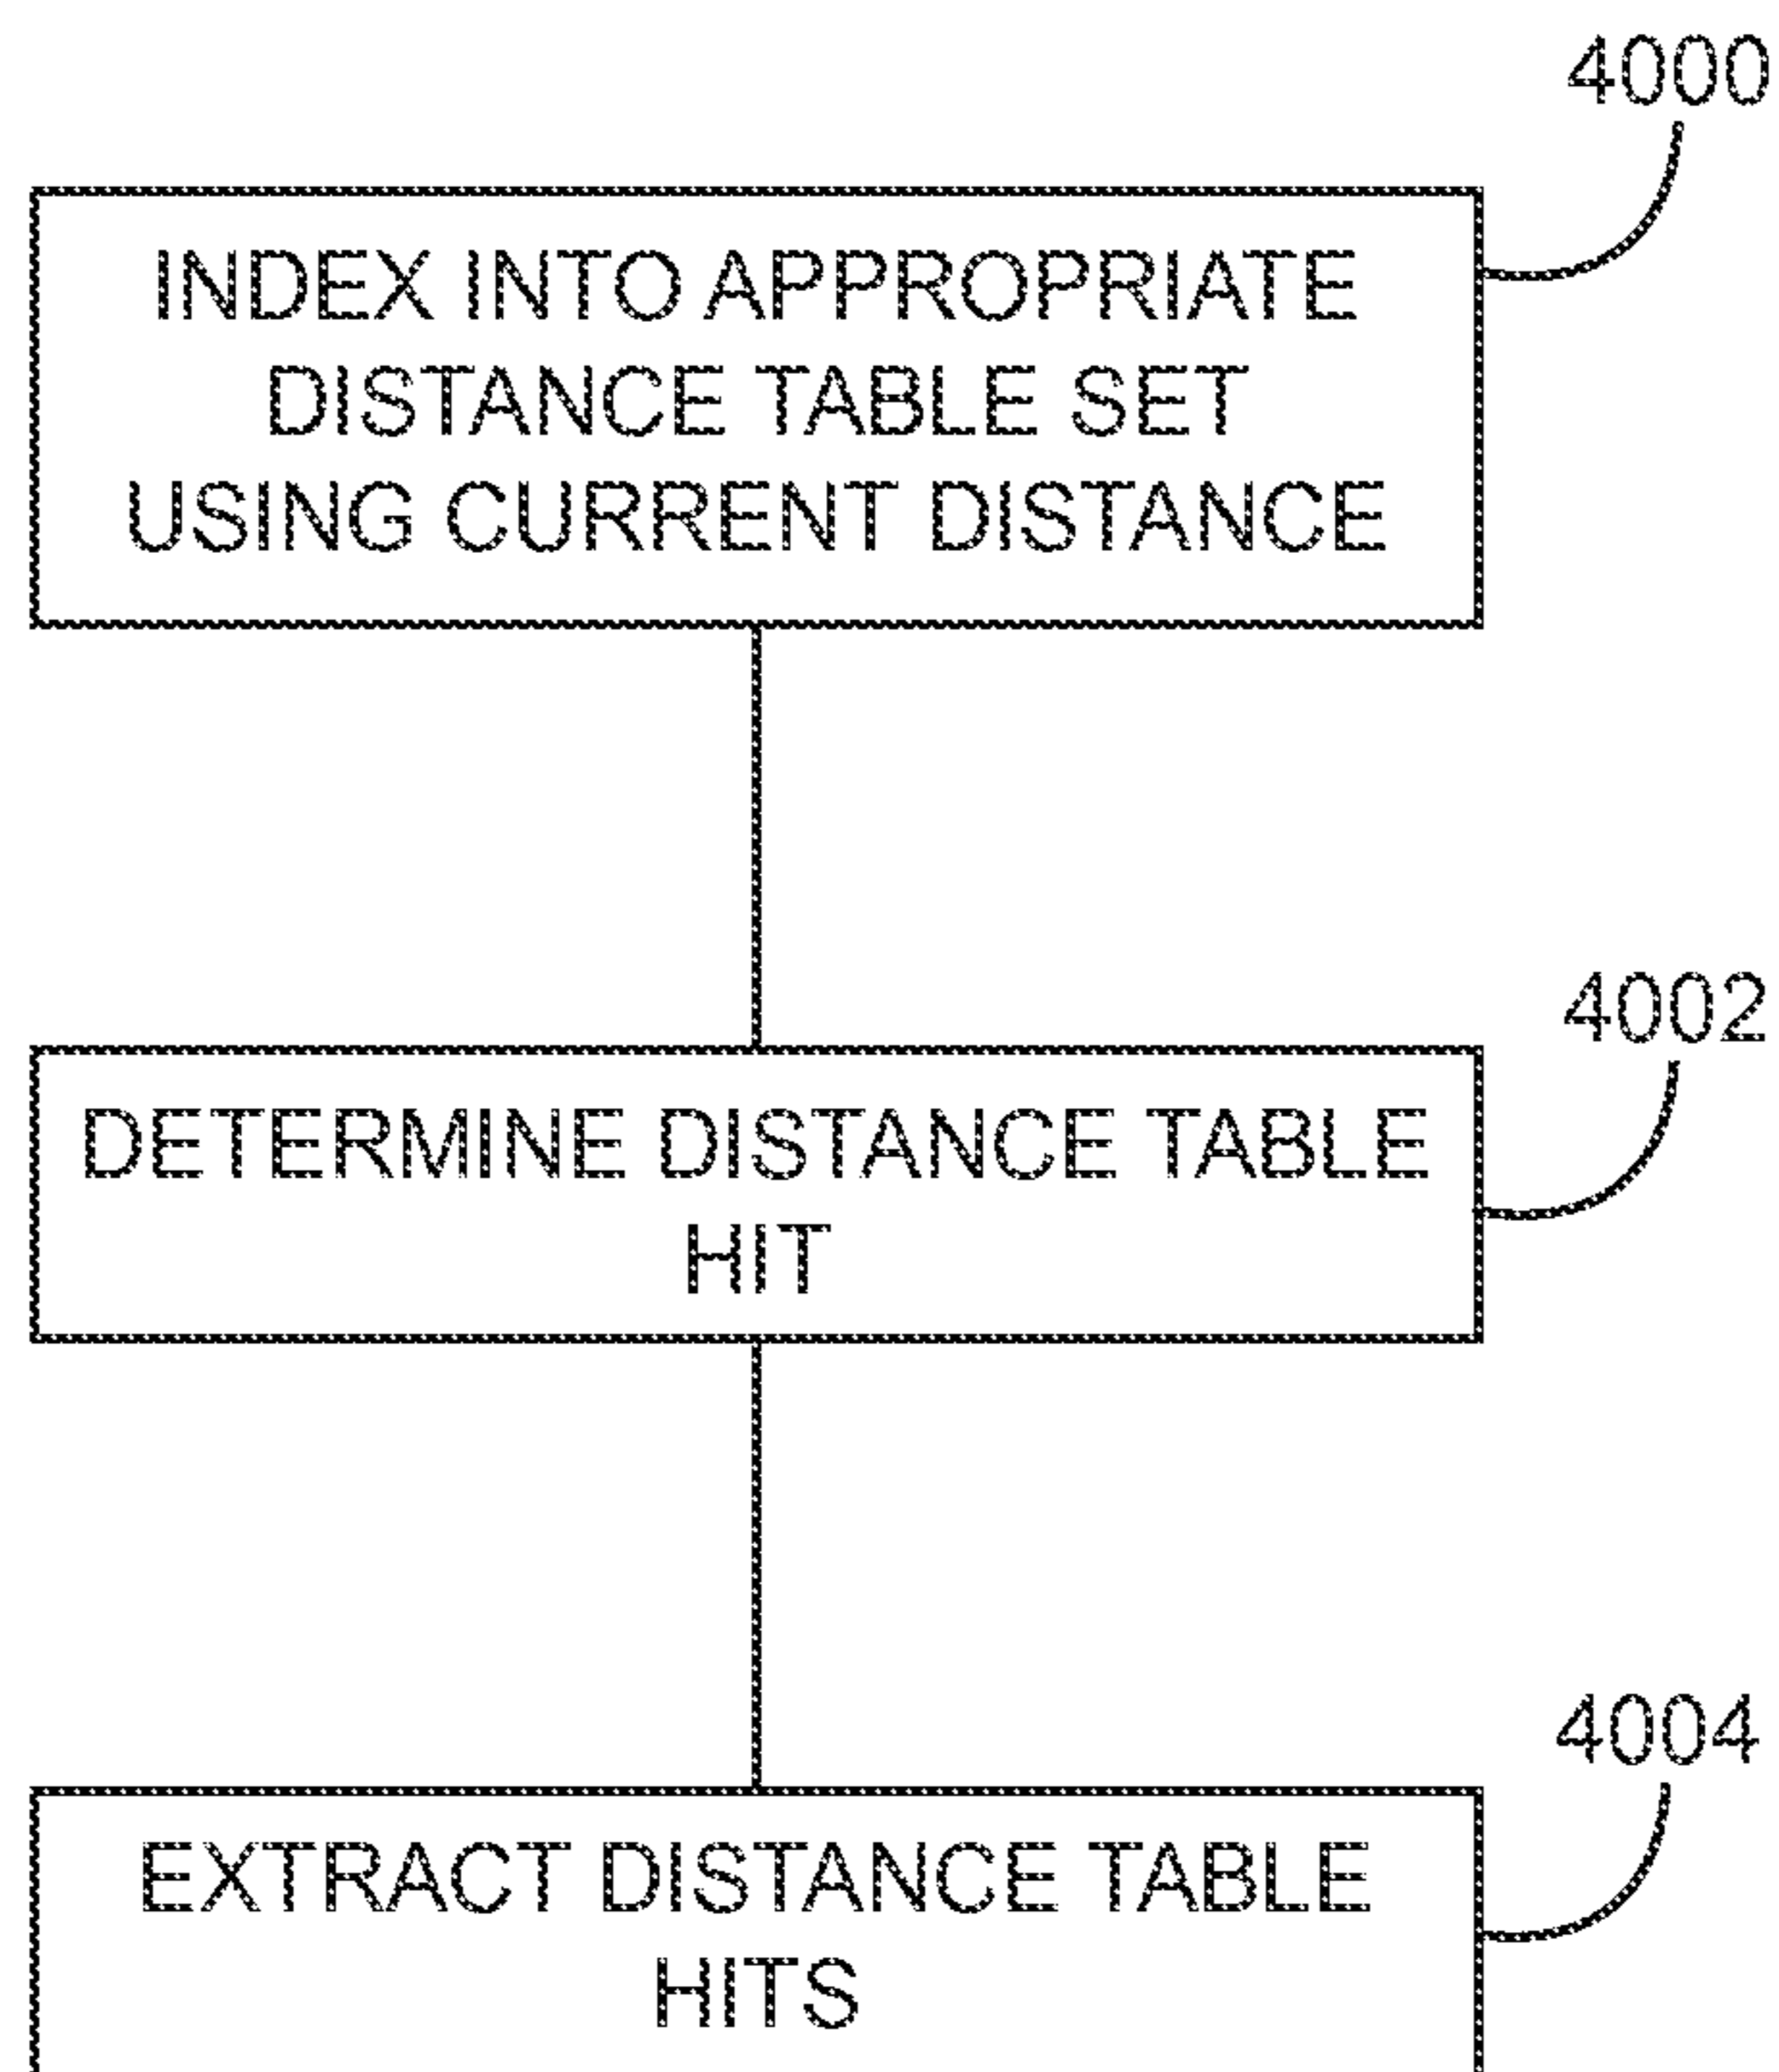 4000
INDEX INTO APPROPRIATE
DISTANCE TABLE SET
USING CURRENT DISTANCE
4002
DETERMINE DISTANCE TABLE
HIT
4004
EXTRACT DISTANCE TABLE
HITS